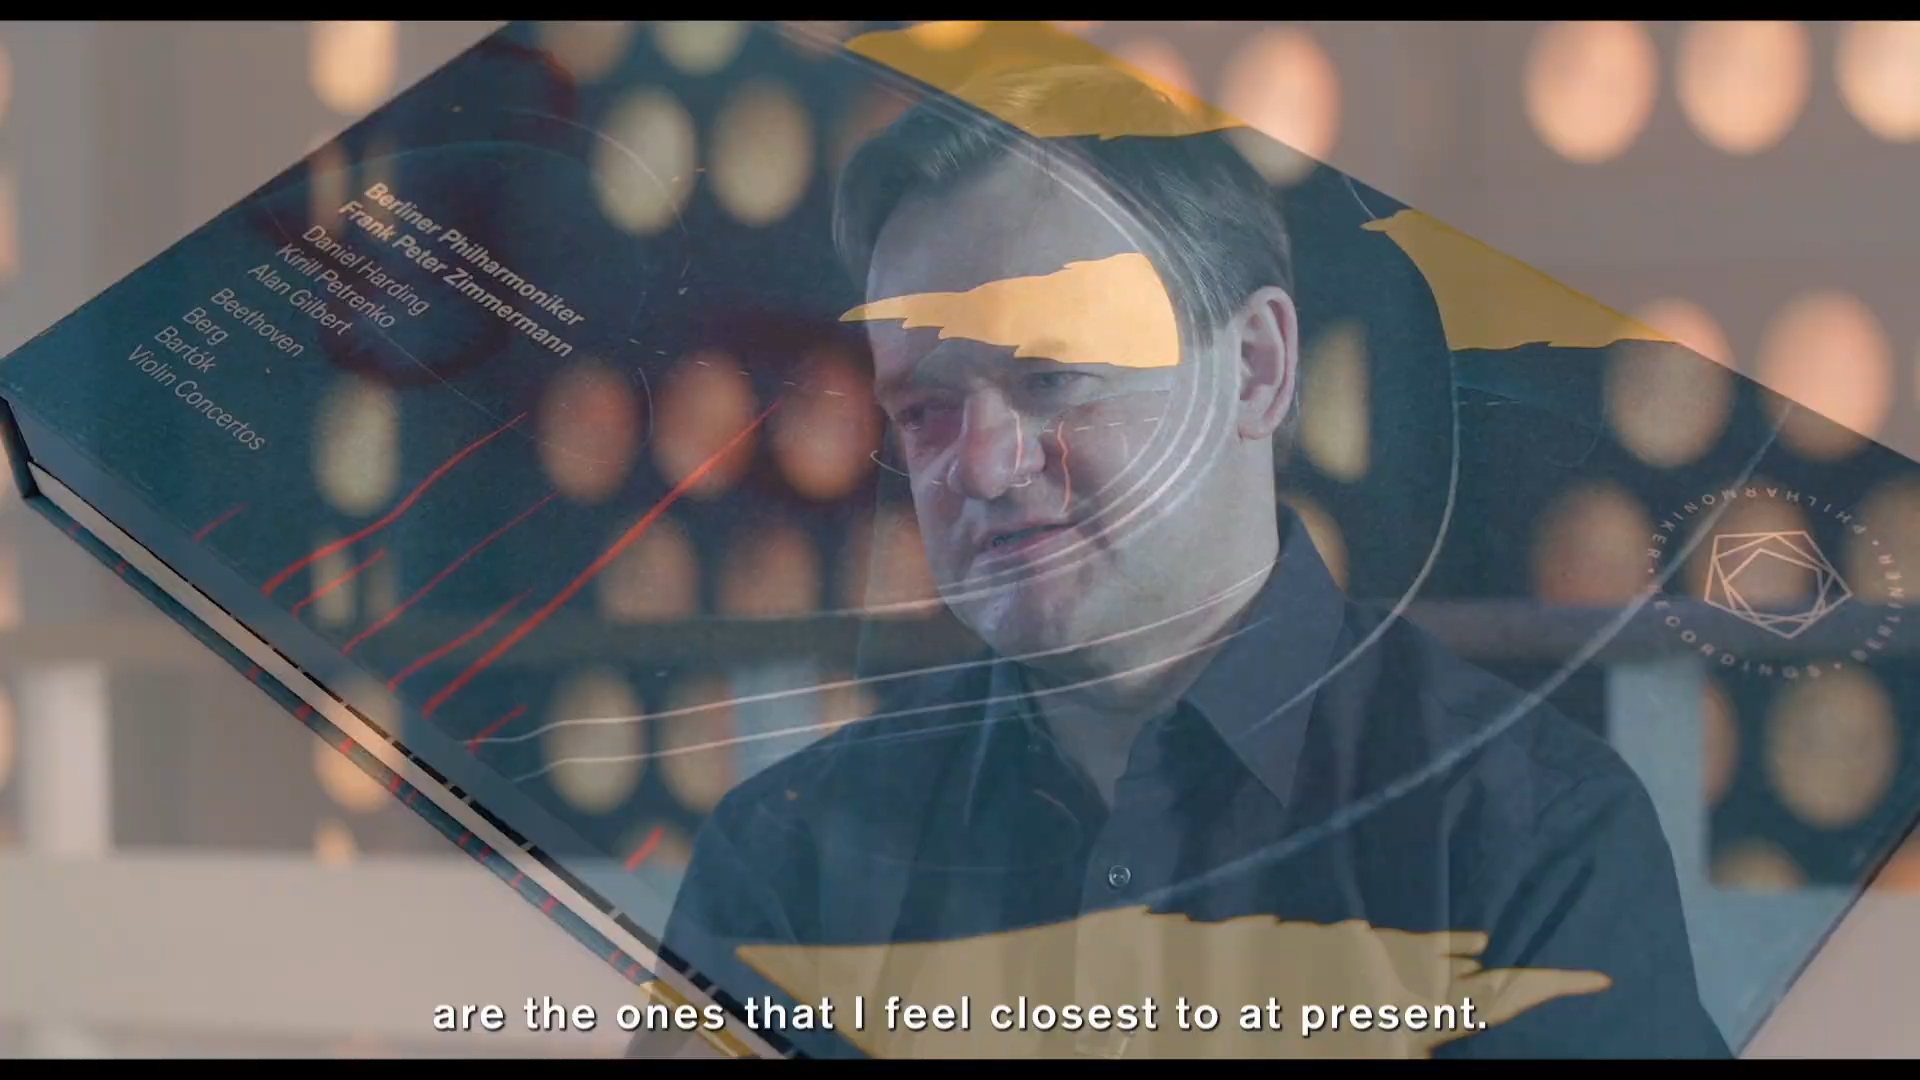 Berliner Philharmoniker
Frank Peter Zimmermann
Daniel Harding
Kirill Petrenko
Alan Gilbert
Beethoven
Berg
Bartók
Violin Concertos
BERLINER • PHILHARMONIKER • RECORDINGS •
are the ones that I feel closest to at present.